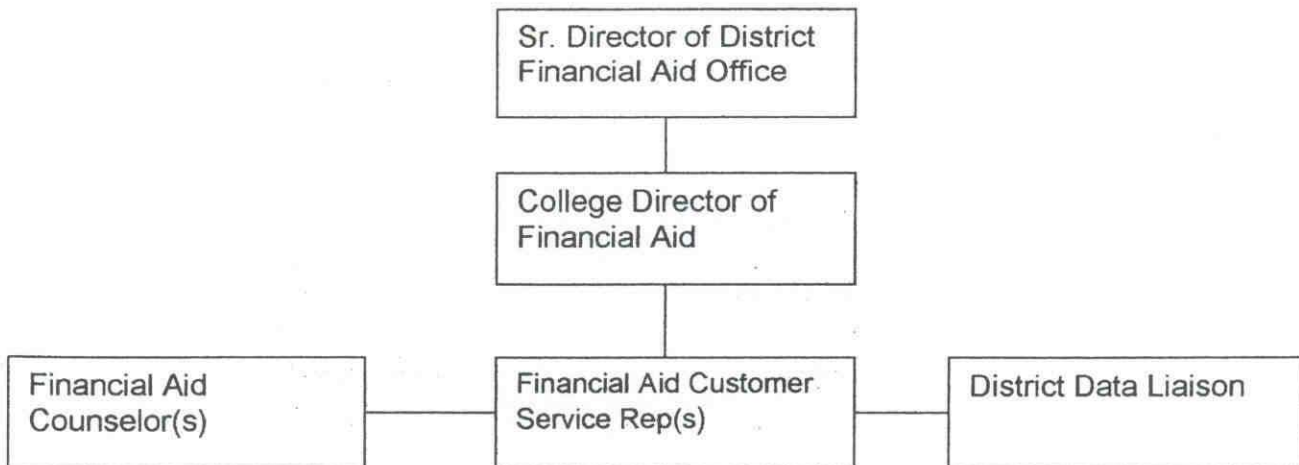 Sr. Director of District
Financial Aid Office
College Director of
Financial Aid
Financial Aid
Counselor(s)
Financial Aid Customer
Service Rep(s)
District Data Liaison